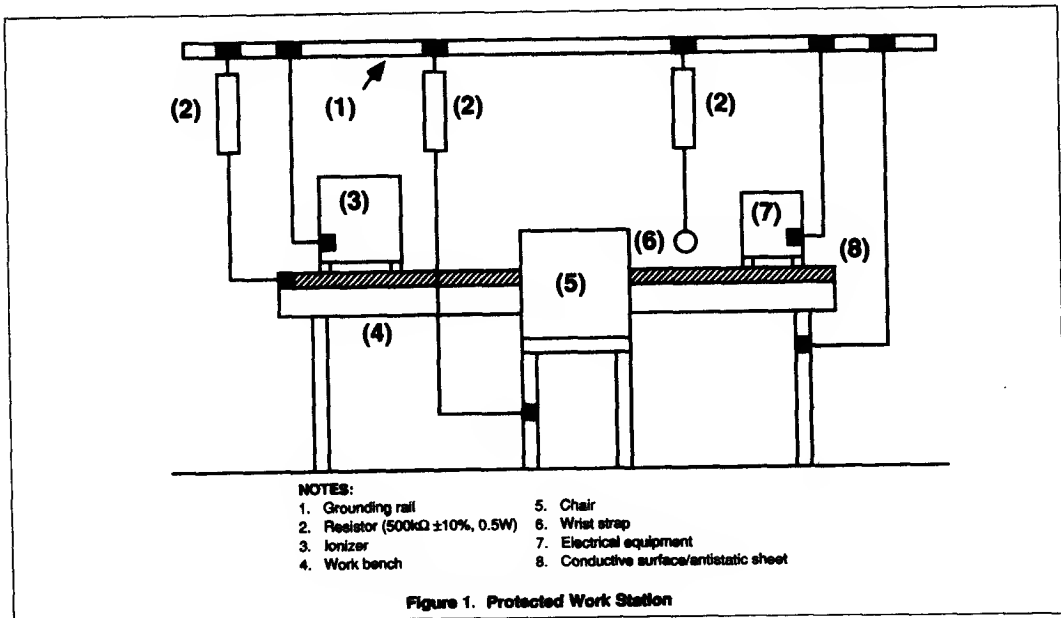 (2)
(1)
(2)
(2)
(3)
(7)
(6)
(8)
(5)
(4)
NOTES:
1. Grounding rail
2. Resistor (500kΩ ±10%, 0.5W)
3. Ionizer
4. Work bench
5. Chair
6. Wrist strap
7. Electrical equipment
8. Conductive surface/antistatic sheet
Figure 1. Protected Work Station